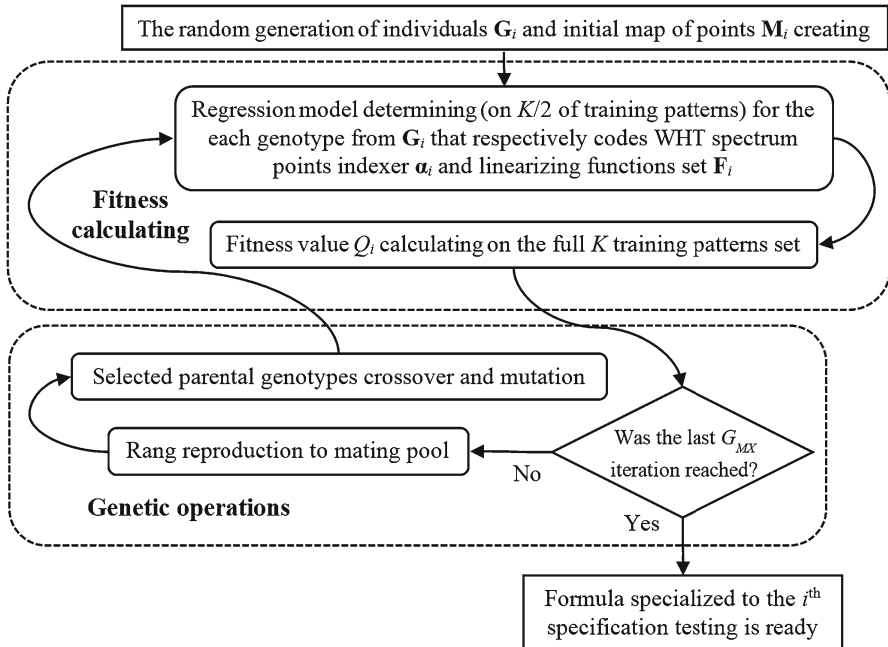 The random generation of individuals Gᵢ and initial map of points Mᵢ creating
Regression model determining (on K/2 of training patterns) for the
each genotype from Gᵢ that respectively codes WHT spectrum
points indexer αᵢ and linearizing functions set Fᵢ
Fitness
calculating
Fitness value Qᵢ calculating on the full K training patterns set
Selected parental genotypes crossover and mutation
Rang reproduction to mating pool
No
Was the last G_MX
iteration reached?
Genetic operations
Yes
Formula specialized to the iᵗʰ
specification testing is ready